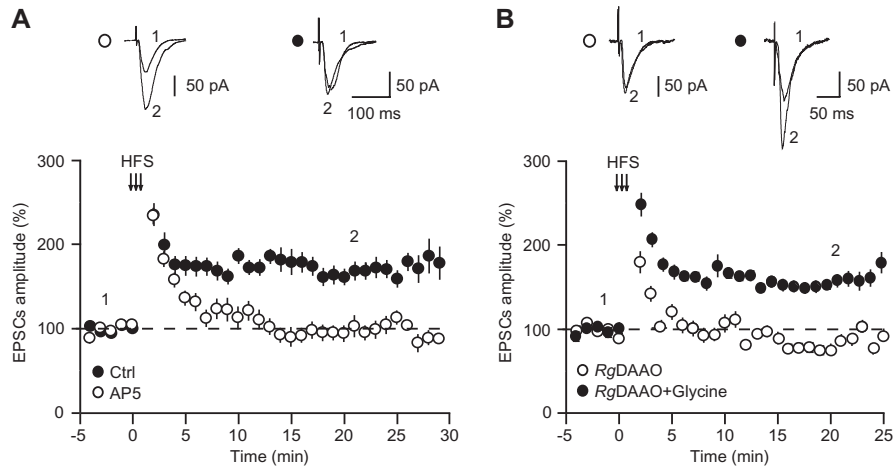 A
1
2
50 pA
1
2
50 pA
100 ms
EPSCs amplitude (%)
300
200
100
0
HFS
1
2
Ctrl
AP5
-5 0 5 10 15 20 25 30
Time (min)
B
1
2
50 pA
1
2
50 pA
50 ms
EPSCs amplitude (%)
300
200
100
0
HFS
1
2
RgDAAO
RgDAAO+Glycine
-5 0 5 10 15 20 25
Time (min)